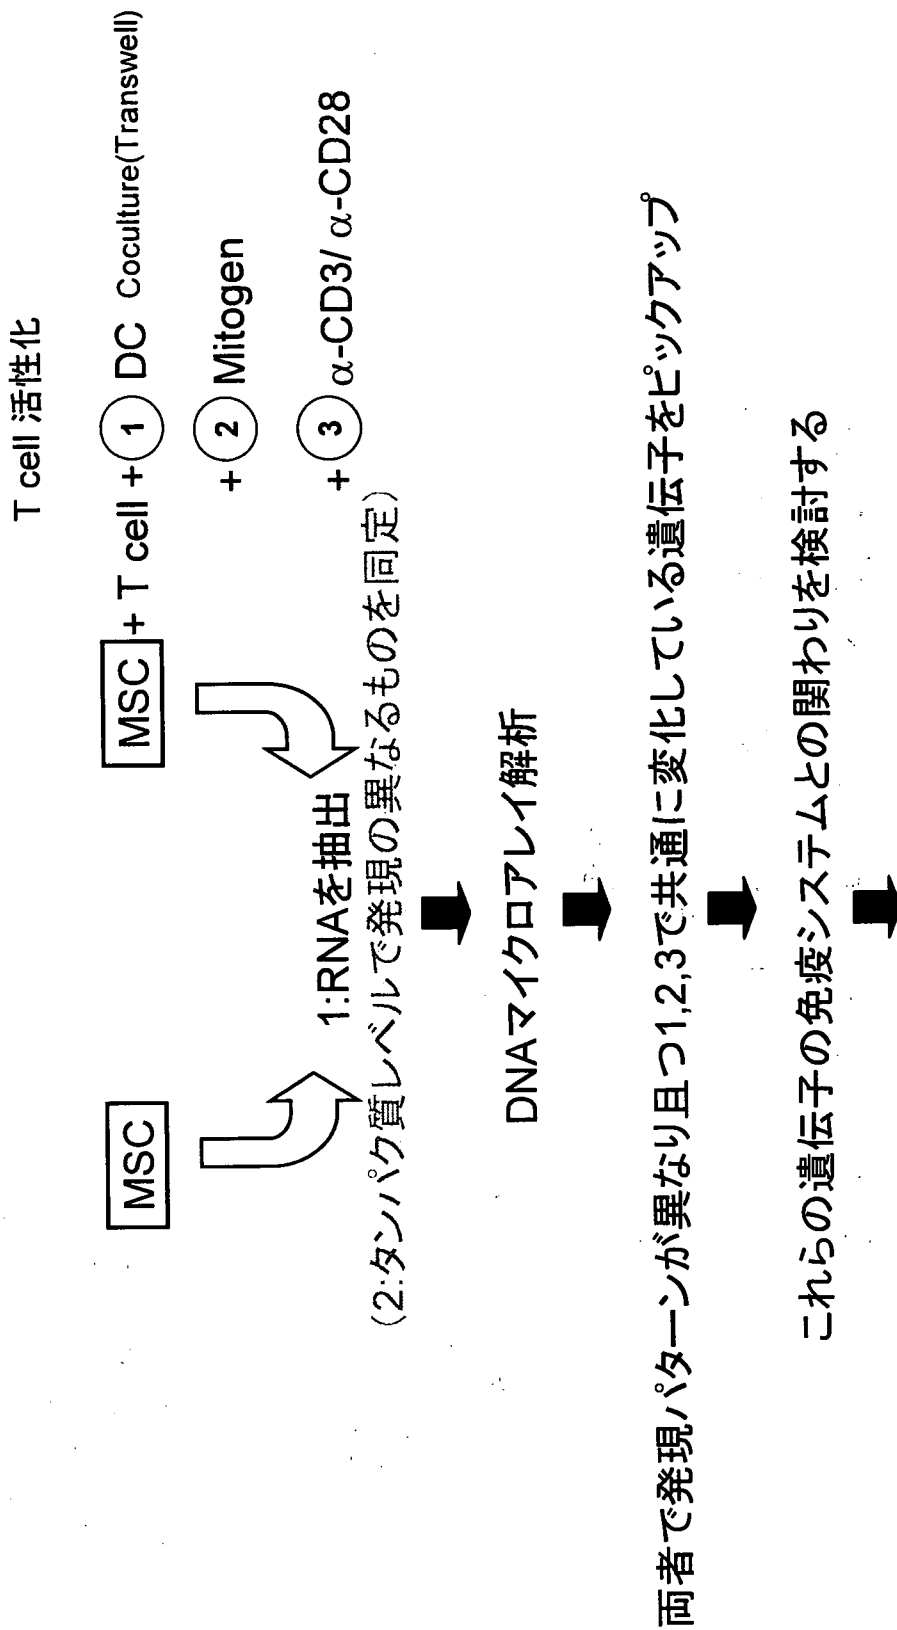 T cell 活性化
MSC + T cell + 1 DC Coculture(Transwell)
+ 2 Mitogen
+ 3 α-CD3/ α-CD28
MSC
1:RNAを抽出
(2:タンパク質レベルで発現の異なるものを同定)
DNAマイクロアレイ解析
両者で発現パターンが異なり且つ1,2,3で共通に変化している遺伝子をピックアップ
これらの遺伝子の免疫システムとの関わりを検討する